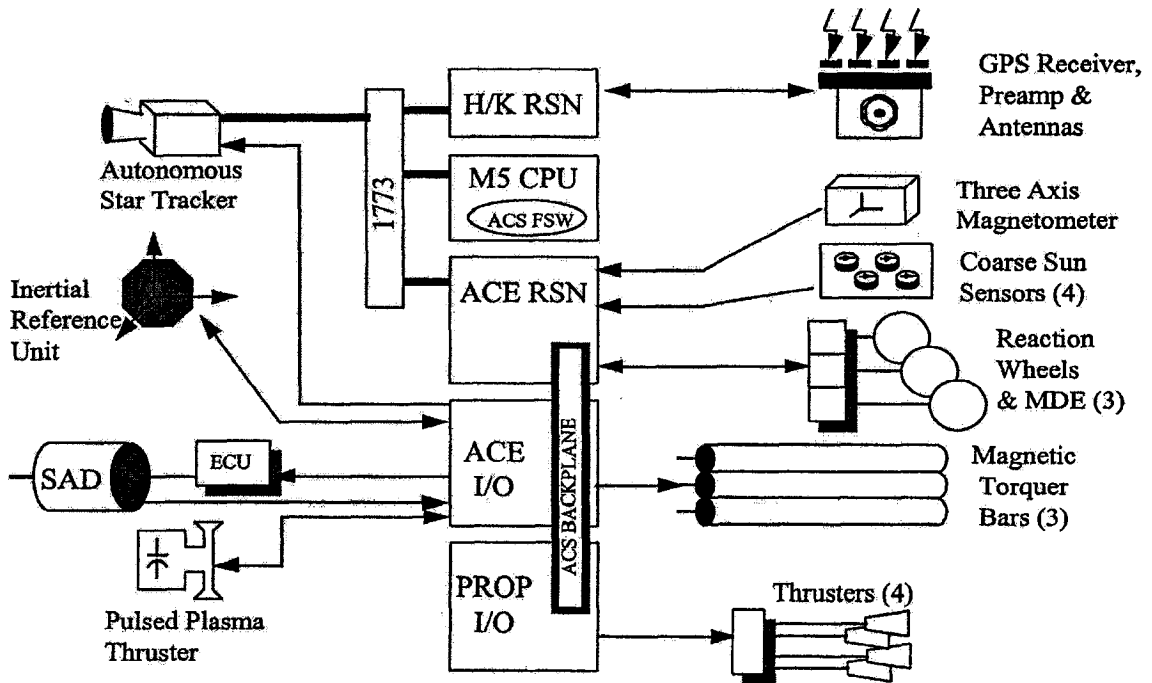 GPS Receiver,
Preamp &
Antennas
H/K RSN
Autonomous
Star Tracker
1773
M5 CPU
ACS FSW
Three Axis
Magnetometer
Inertial
Reference
Unit
ACE RSN
Coarse Sun
Sensors (4)
Reaction
Wheels
& MDE (3)
SAD
ECU
ACE
I/O
ACS BACKPLANE
Magnetic
Torquer
Bars (3)
Pulsed Plasma
Thruster
PROP
I/O
Thrusters (4)